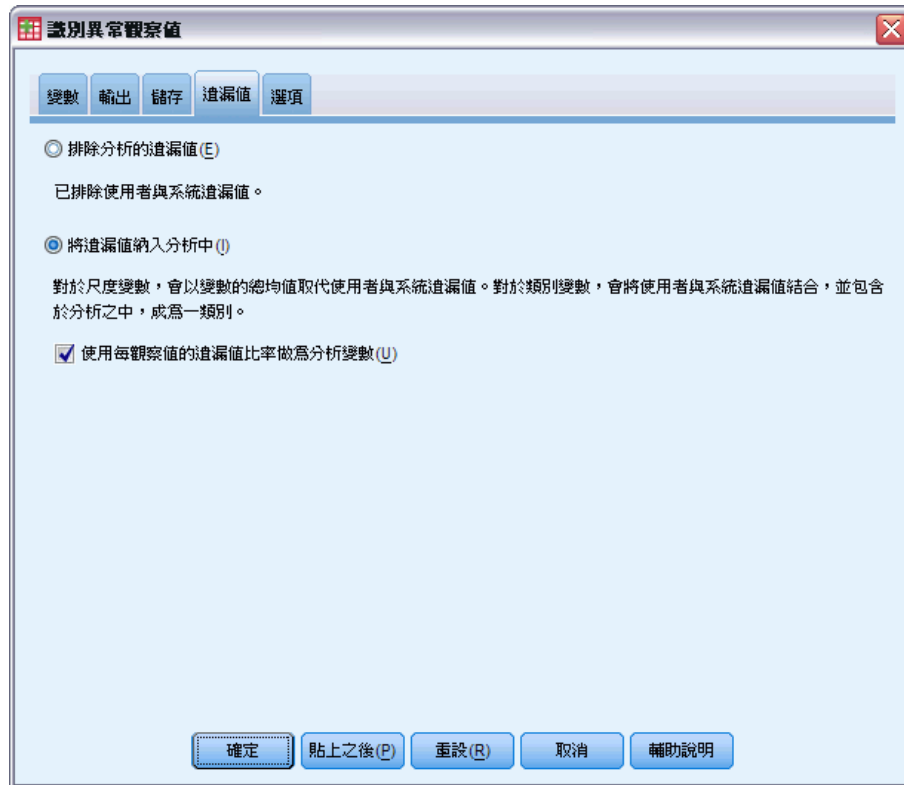 識別異常觀察值
變數 輸出 儲存 遺漏值 選項
排除分析的遺漏值(E)
已排除使用者與系統遺漏值。
將遺漏值納入分析中(I)
對於尺度變數，會以變數的總均值取代使用者與系統遺漏值。對於類別變數，會將使用者與系統遺漏值結合，並包含
於分析之中，成為一類別。
使用每觀察值的遺漏值比率做為分析變數(U)
確定 貼上之後(P) 重設(R) 取消 輔助說明